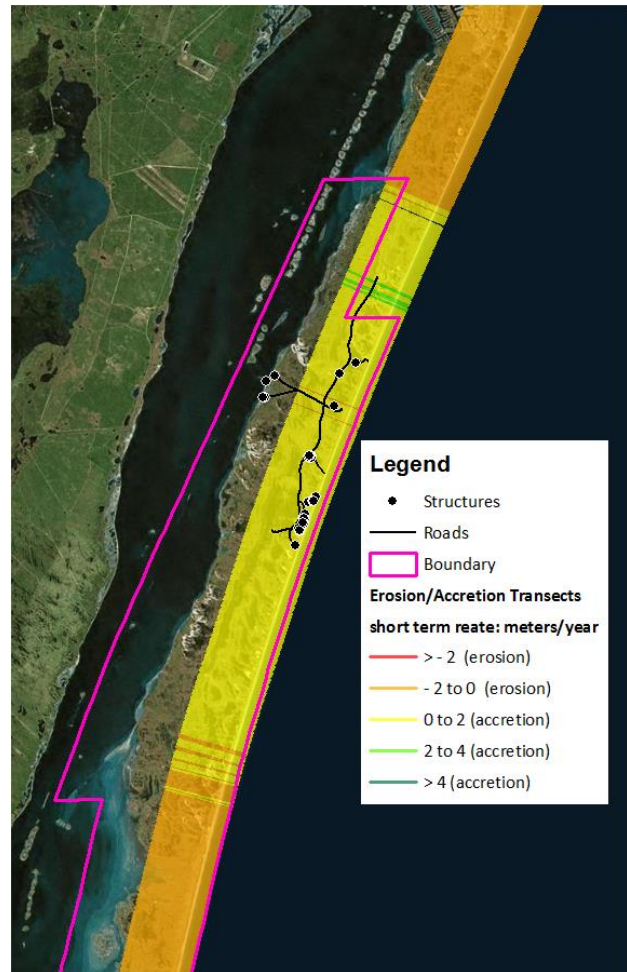 Legend
Structures
Roads
Boundary
Erosion/Accretion Transects
short term reate: meters/year
> - 2 (erosion)
- 2 to 0 (erosion)
0 to 2 (accretion)
2 to 4 (accretion)
> 4 (accretion)